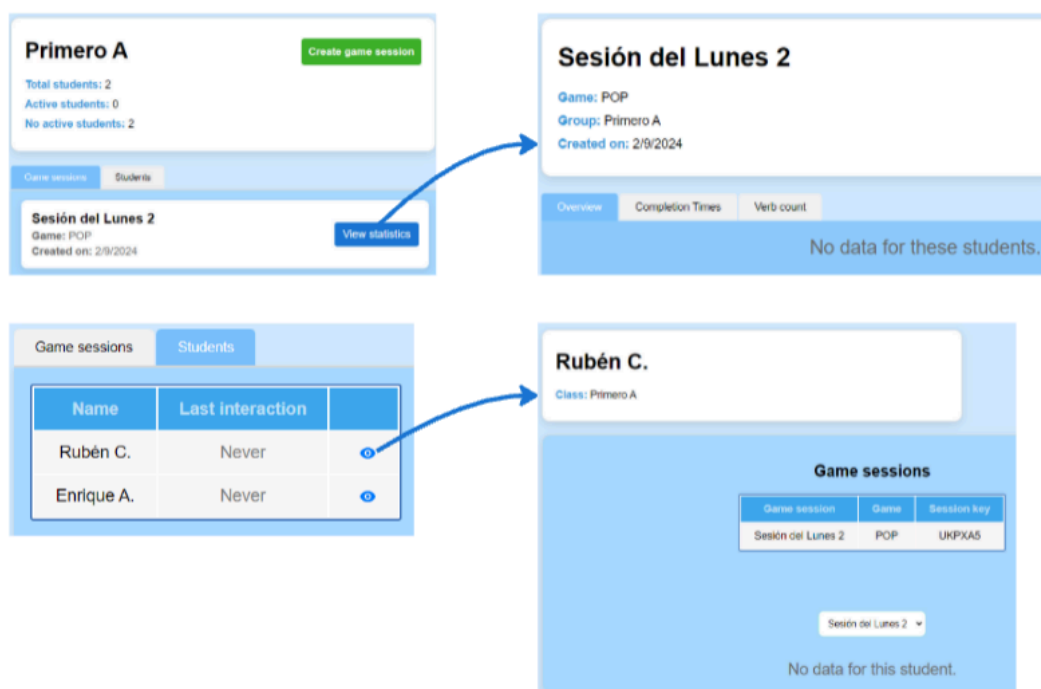 Primero A
Create game session
Total students: 2
Active students: 0
No active students: 2
Game sessions Students
Sesión del Lunes 2
Game: POP
Created on: 2/9/2024
View statistics
Sesión del Lunes 2
Game: POP
Group: Primero A
Created on: 2/9/2024
Overview Completion Times Verb count
No data for these students.
Game sessions Students
Name Last interaction
Rubén C. Never
Enrique A. Never
Rubén C.
Class: Primero A
Game sessions
Game session Game Session key
Sesión del Lunes 2 POP UKPXA5
Sesión del Lunes 2
No data for this student.